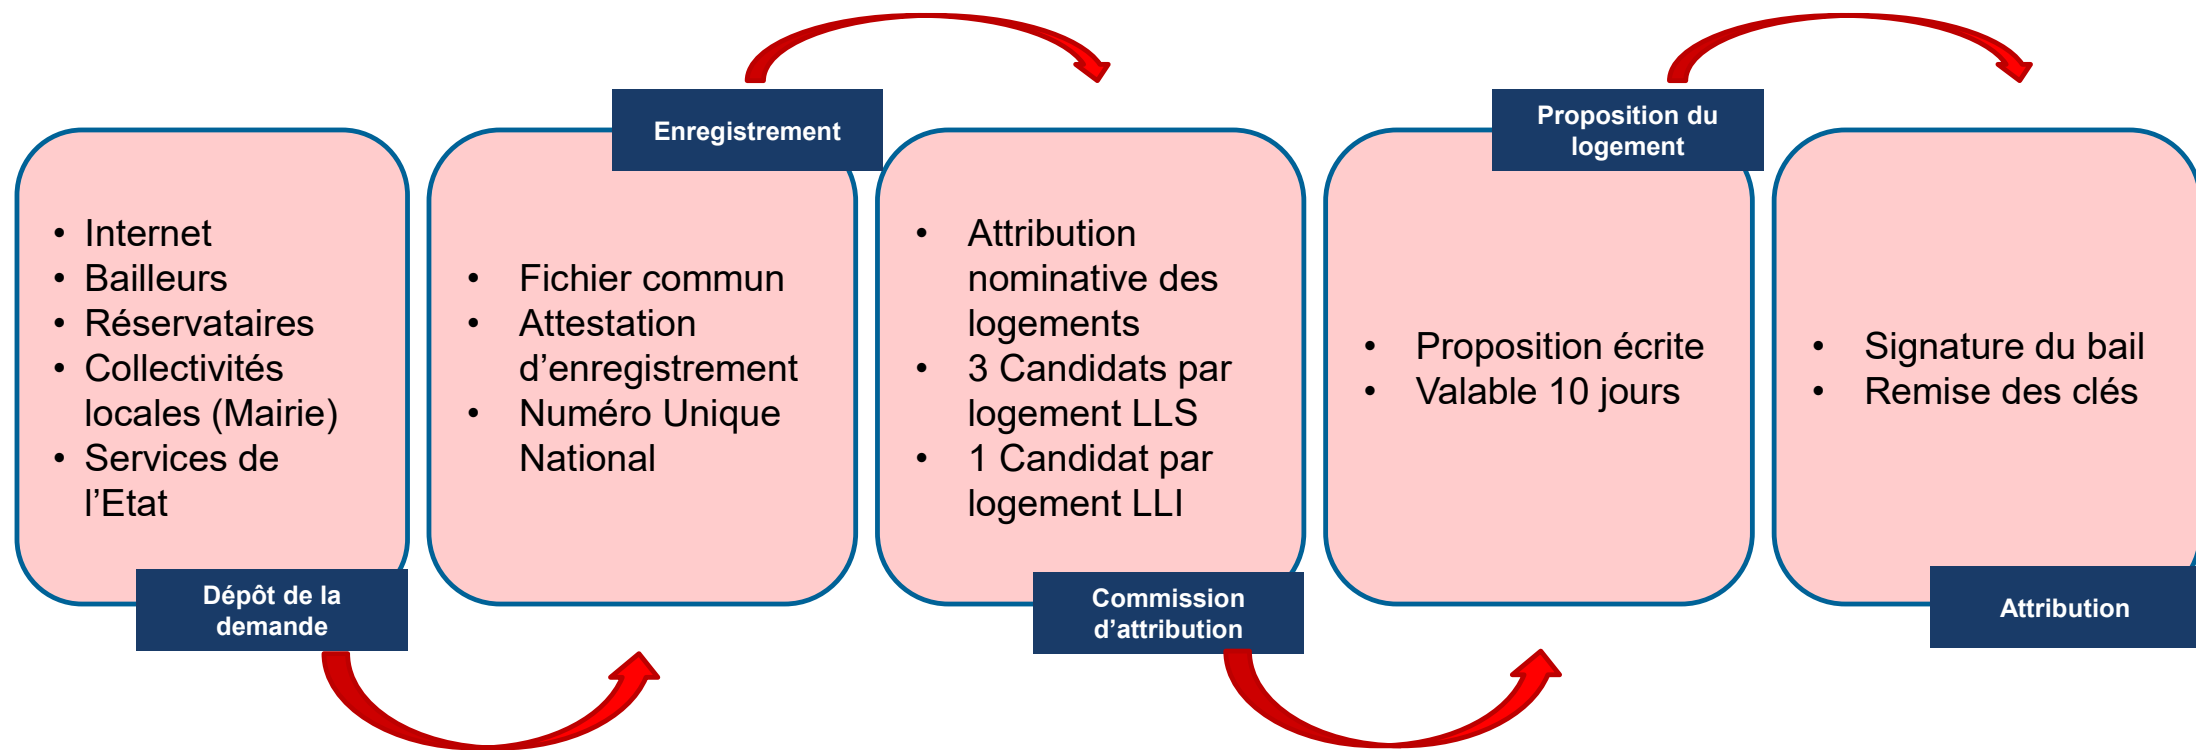 • Internet
• Bailleurs
• Réservataires
• Collectivités
locales (Mairie)
• Services de
l’Etat
Dépôt de la
demande
Enregistrement
• Fichier commun
• Attestation
d’enregistrement
• Numéro Unique
National
• Attribution
nominative des
logements
• 3 Candidats par
logement LLS
• 1 Candidat par
logement LLI
Commission
d’attribution
Proposition du
logement
• Proposition écrite
• Valable 10 jours
• Signature du bail
• Remise des clés
Attribution